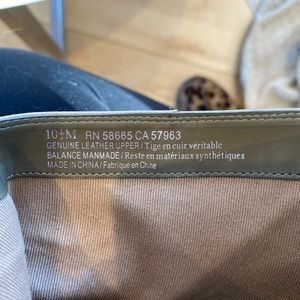 10½M RN 58665 CA 57963
GENUINE LEATHER UPPER / Tige en cuir véritable
BALANCE MANMADE / Reste en matériaux synthétiques
MADE IN CHINA / Fabriqué en Chine